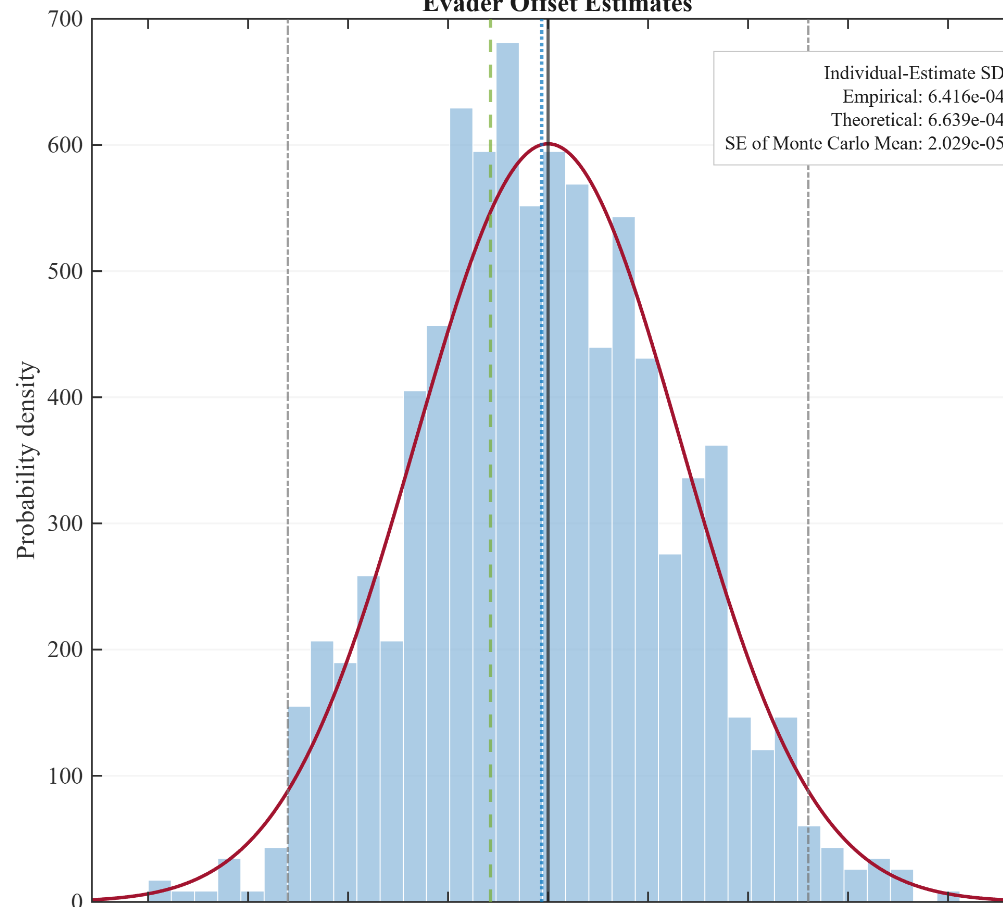 Evader Offset Estimates
700
600
500
400
300
200
100
0
Probability density
Individual-Estimate SD
Empirical: 6.416e-04
Theoretical: 6.639e-04
SE of Monte Carlo Mean: 2.029e-05